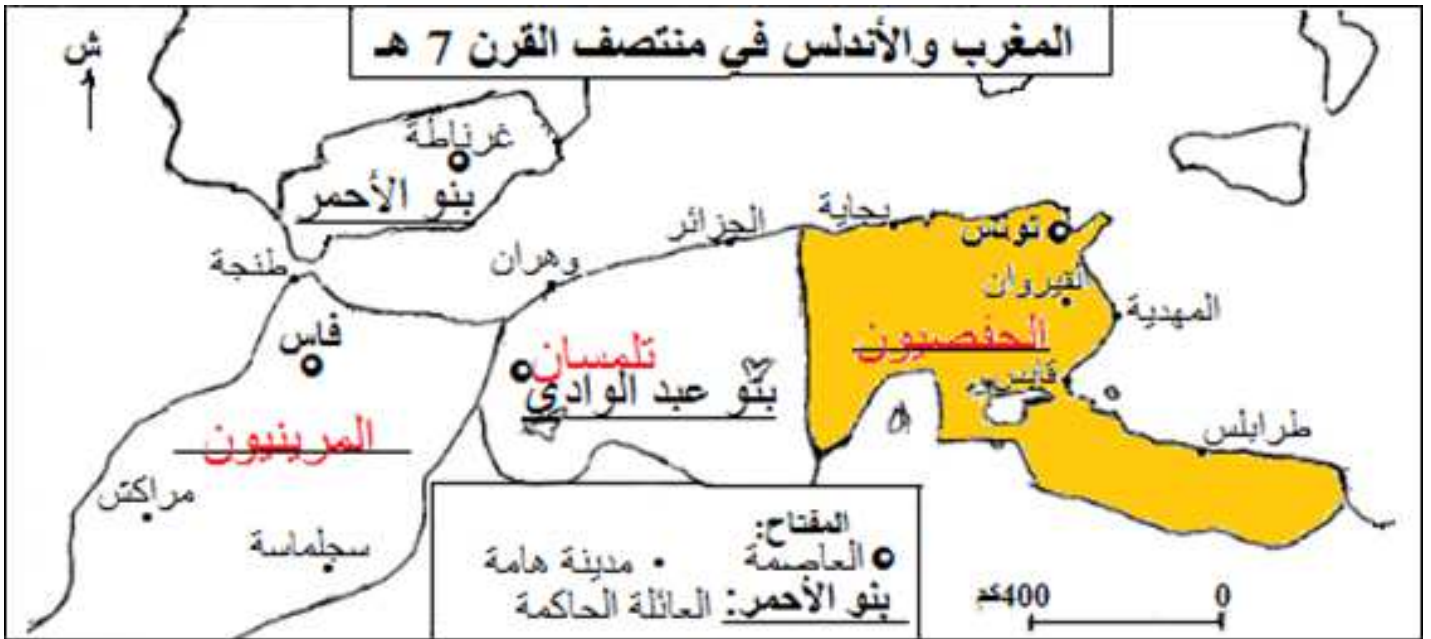 المغرب والأندلس في منتصف القرن 7 هـ
ش
غرناطة
بنو الأحمر
طنجة
وهران
الجزائر
بجاية
تونس
القيروان
المهدية
الحفصيون
قابس
طرابلس
فاس
تلمسان
بنو عبد الوادي
المرينيون
مراكش
سجلماسة
المفتاح:
العاصمة
مدينة هامة
بنو الأحمر: العائلة الحاكمة
0
400كم